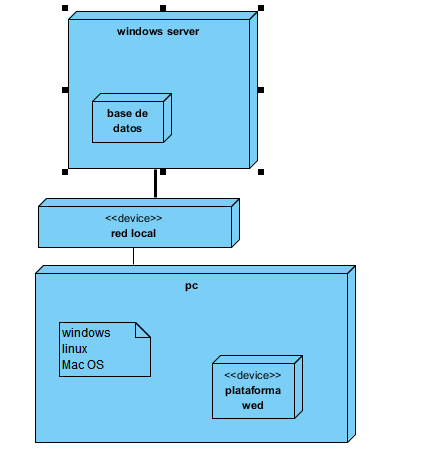 windows server
base de
datos
<<device>>
red local
pc
windows
linux
Mac OS
<<device>>
plataforma
wed